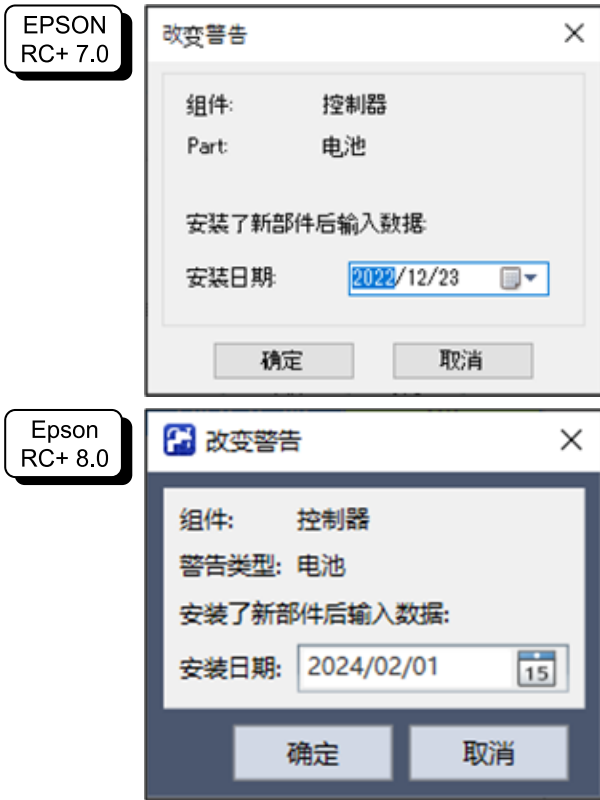 EPSON
RC+ 7.0
改变警告
组件: 控制器
Part: 电池
安装了新部件后输入数据:
安装日期: 2022/12/23
确定 取消
Epson
RC+ 8.0
改变警告
组件: 控制器
警告类型: 电池
安装了新部件后输入数据:
安装日期: 2024/02/01 15
确定 取消